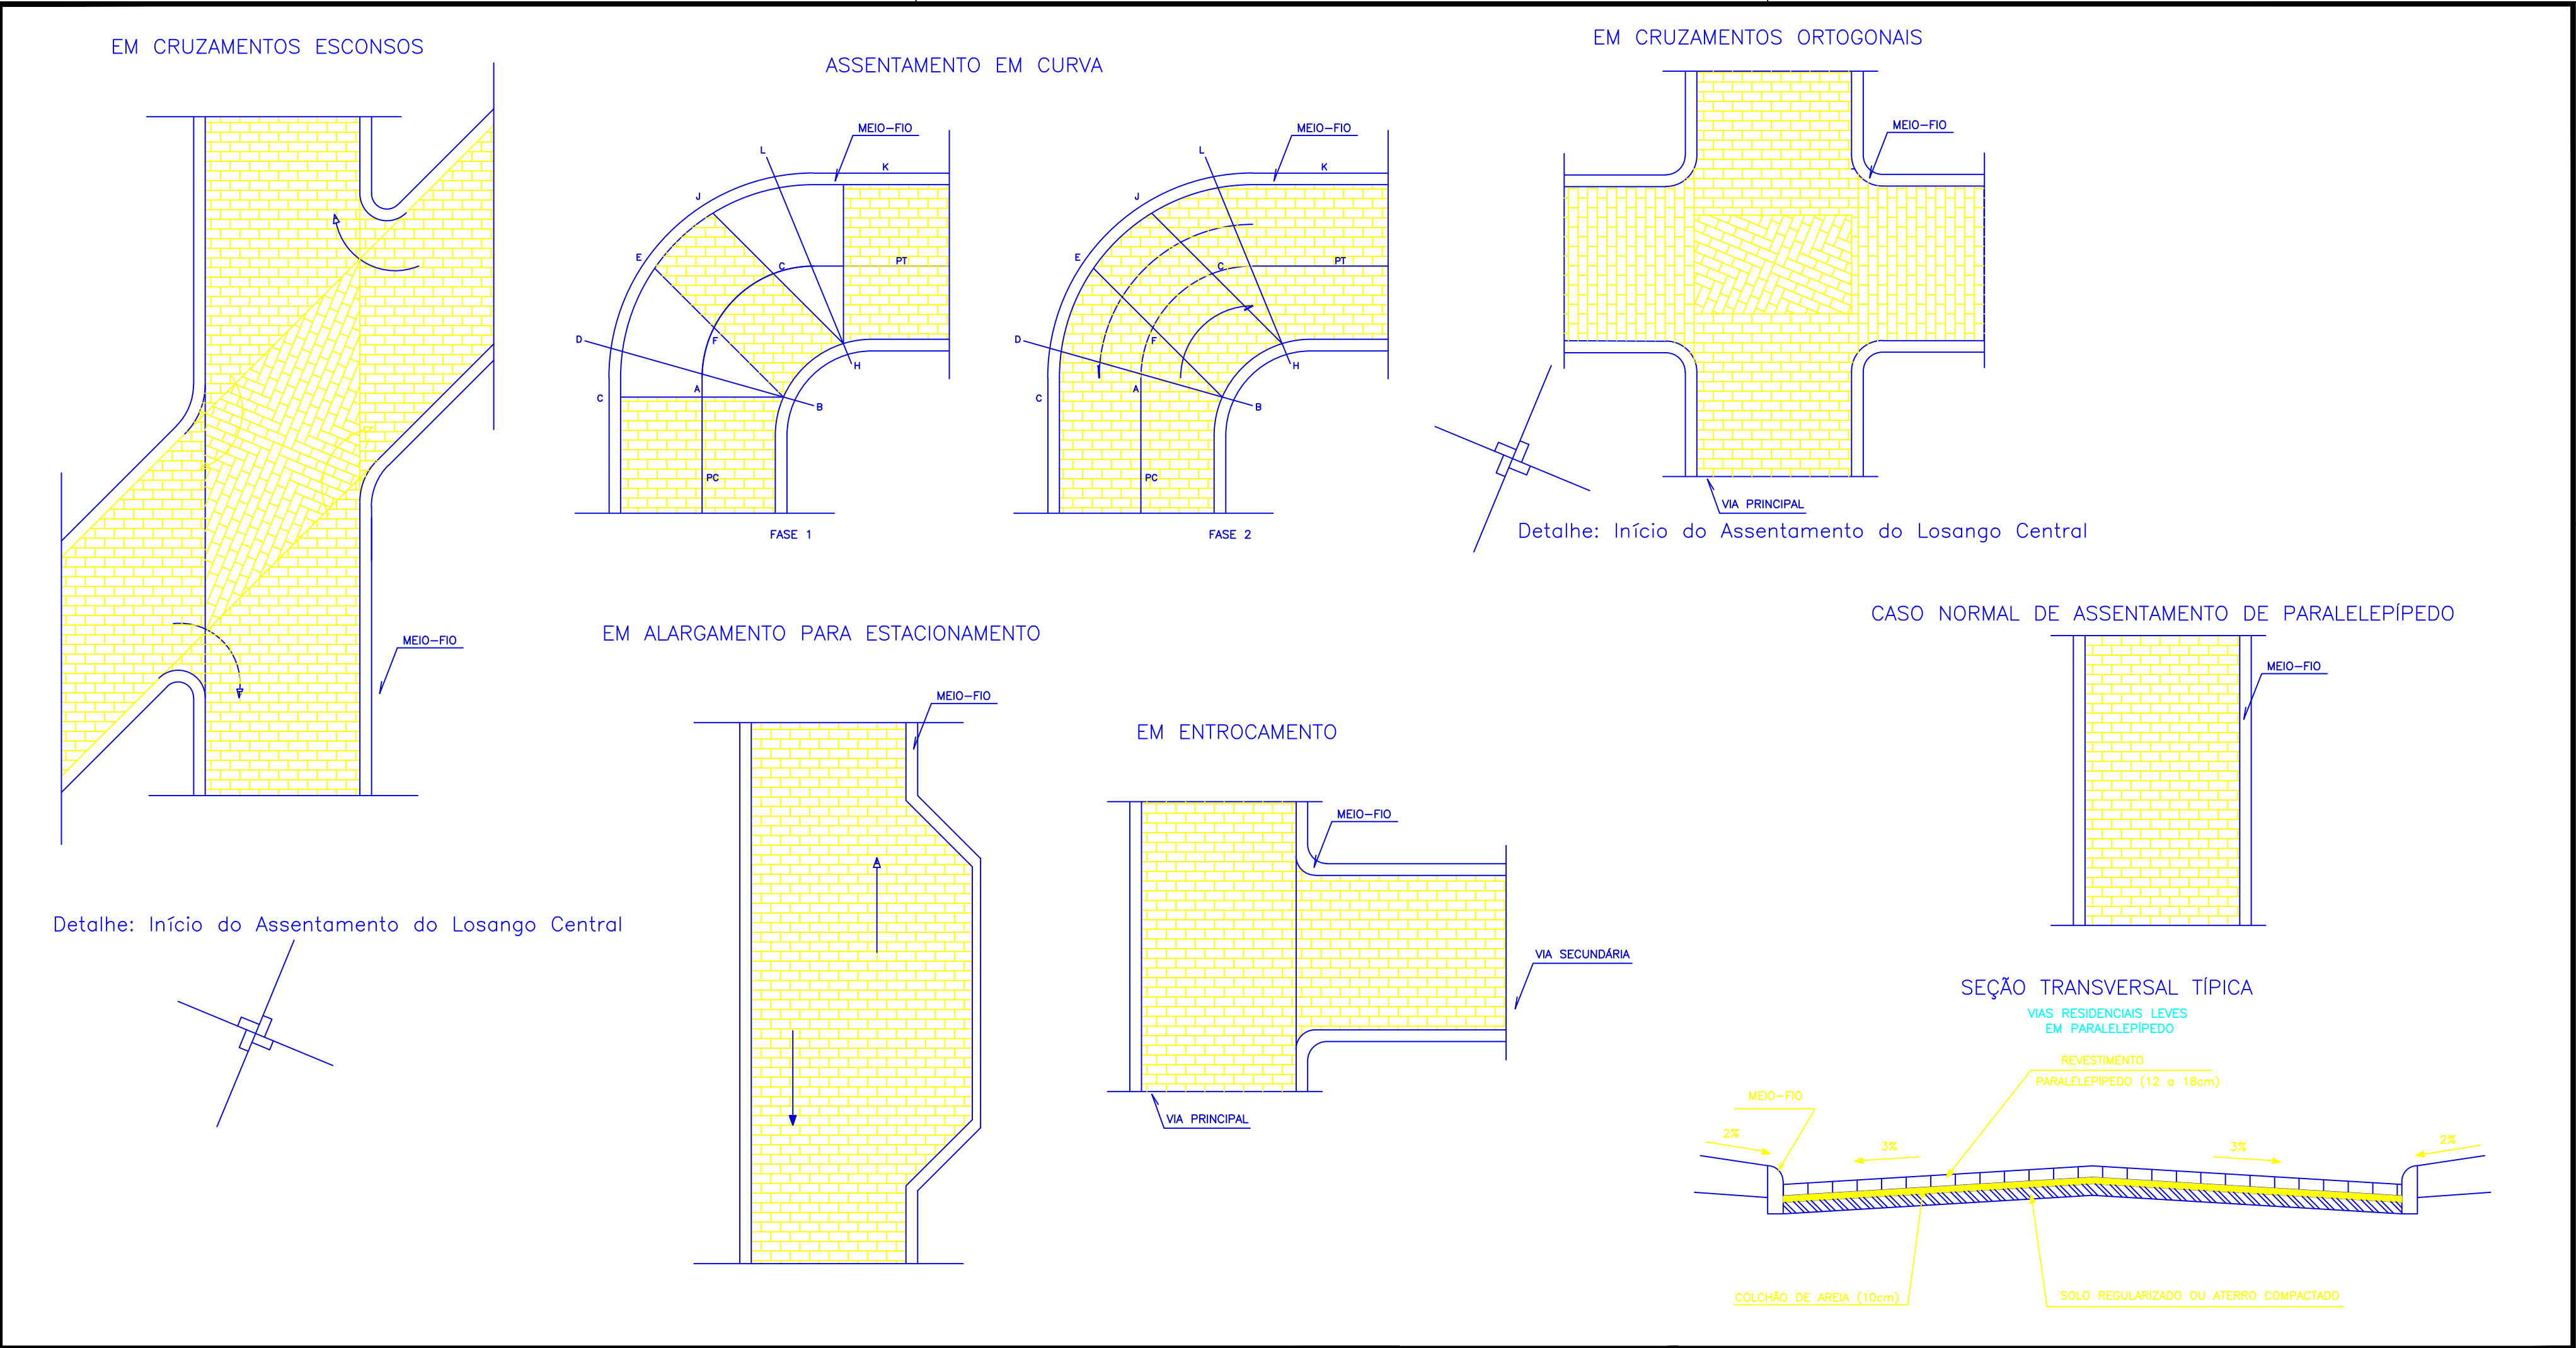 EM CRUZAMENTOS ESCONSOS
MEIO-FIO
Detalhe: Início do Assentamento do Losango Central
ASSENTAMENTO EM CURVA
MEIO-FIO
L
K
J
E
C
PT
D
F
H
A
C
B
PC
FASE 1
MEIO-FIO
L
K
J
E
C
PT
D
F
H
A
C
B
PC
FASE 2
EM CRUZAMENTOS ORTOGONAIS
MEIO-FIO
VIA PRINCIPAL
Detalhe: Início do Assentamento do Losango Central
EM ALARGAMENTO PARA ESTACIONAMENTO
MEIO-FIO
EM ENTROCAMENTO
MEIO-FIO
VIA SECUNDÁRIA
VIA PRINCIPAL
CASO NORMAL DE ASSENTAMENTO DE PARALELEPÍPEDO
MEIO-FIO
SEÇÃO TRANSVERSAL TÍPICA
VIAS RESIDENCIAIS LEVES
EM PARALELEPÍPEDO
REVESTIMENTO
PARALELEPÍPEDO (12 a 18cm)
MEIO-FIO
2%
3%
3%
2%
COLCHÃO DE AREIA (10cm)
SOLO REGULARIZADO OU ATERRO COMPACTADO